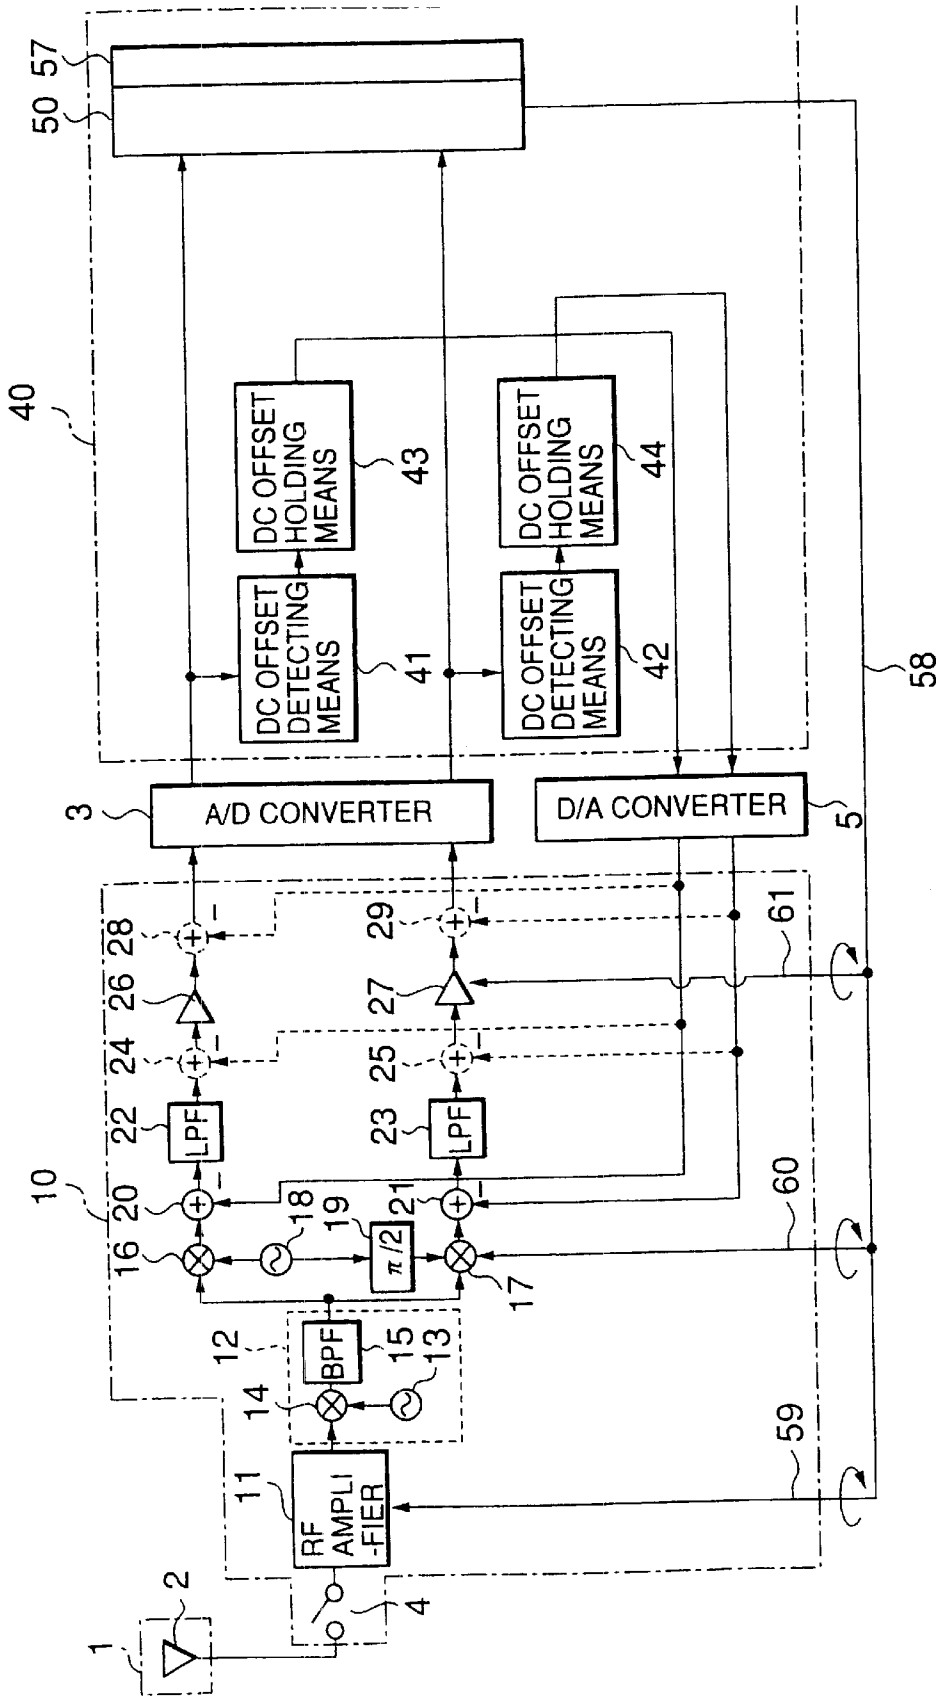 1
2
4
10
11
RF
AMPLI
-FIER
12
14
13
BPF
15
16
18
19
π/2
17
20
21
22
LPF
23
LPF
24
25
26
27
28
29
3
A/D CONVERTER
D/A CONVERTER
5
40
DC OFFSET
DETECTING
MEANS
41
DC OFFSET
HOLDING
MEANS
43
DC OFFSET
DETECTING
MEANS
42
DC OFFSET
HOLDING
MEANS
44
50
57
58
59
60
61